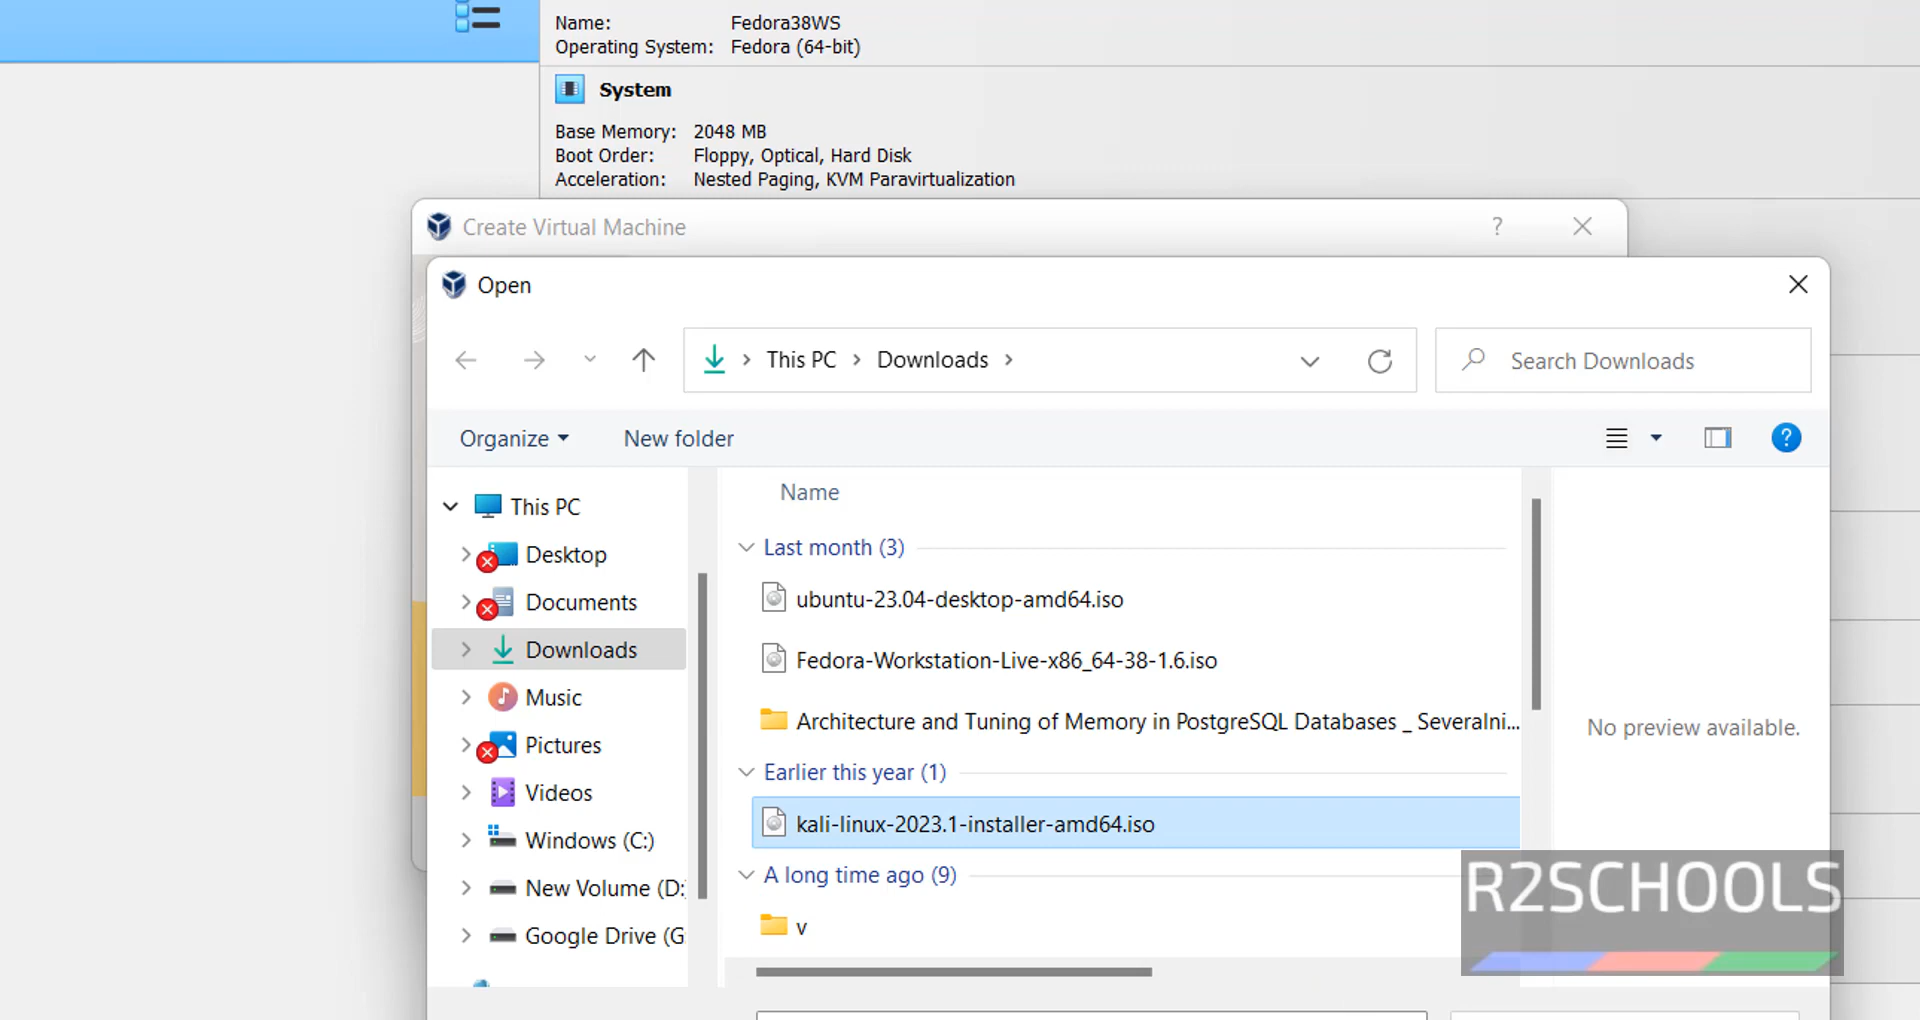 Name: Fedora38WS
Operating System: Fedora (64-bit)
System
Base Memory: 2048 MB
Boot Order: Floppy, Optical, Hard Disk
Acceleration: Nested Paging, KVM Paravirtualization
Create Virtual Machine
?
Open
This PC > Downloads >
Search Downloads
Organize
New folder
?
This PC
Desktop
Documents
Downloads
Music
Pictures
Videos
Windows (C:)
New Volume (D:
Google Drive (G
Name
Last month (3)
ubuntu-23.04-desktop-amd64.iso
Fedora-Workstation-Live-x86_64-38-1.6.iso
Architecture and Tuning of Memory in PostgreSQL Databases _ Severalni...
Earlier this year (1)
kali-linux-2023.1-installer-amd64.iso
A long time ago (9)
v
No preview available.
R2SCHOOLS